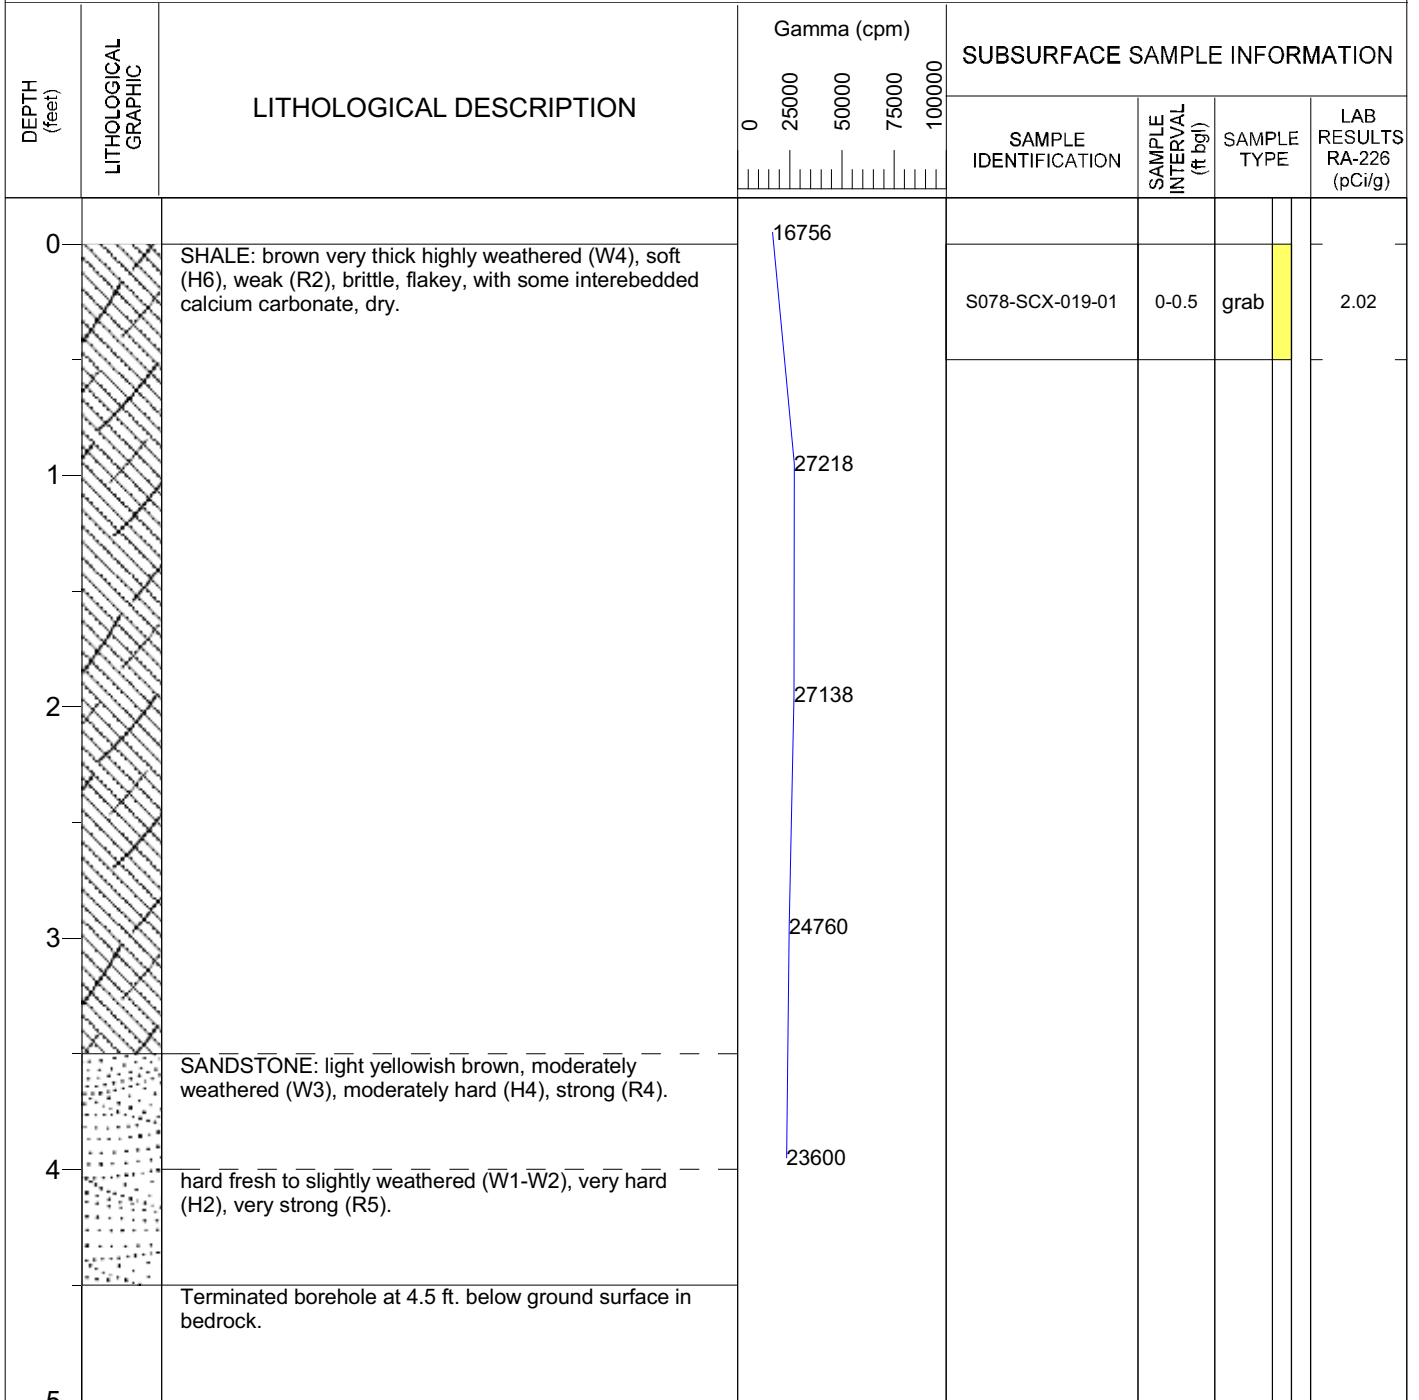 DEPTH
(feet)
LITHOLOGICAL
GRAPHIC
LITHOLOGICAL DESCRIPTION
Gamma (cpm)
0
25000
50000
75000
100000
SUBSURFACE SAMPLE INFORMATION
SAMPLE
IDENTIFICATION
SAMPLE
INTERVAL
(ft bgl)
SAMPLE
TYPE
LAB
RESULTS
RA-226
(pCi/g)
0
SHALE: brown very thick highly weathered (W4), soft
(H6), weak (R2), brittle, flakey, with some interebedded
calcium carbonate, dry.
16756
S078-SCX-019-01
0-0.5
grab
2.02
1
27218
2
27138
3
24760
SANDSTONE: light yellowish brown, moderately
weathered (W3), moderately hard (H4), strong (R4).
4
23600
hard fresh to slightly weathered (W1-W2), very hard
(H2), very strong (R5).
Terminated borehole at 4.5 ft. below ground surface in
bedrock.
5